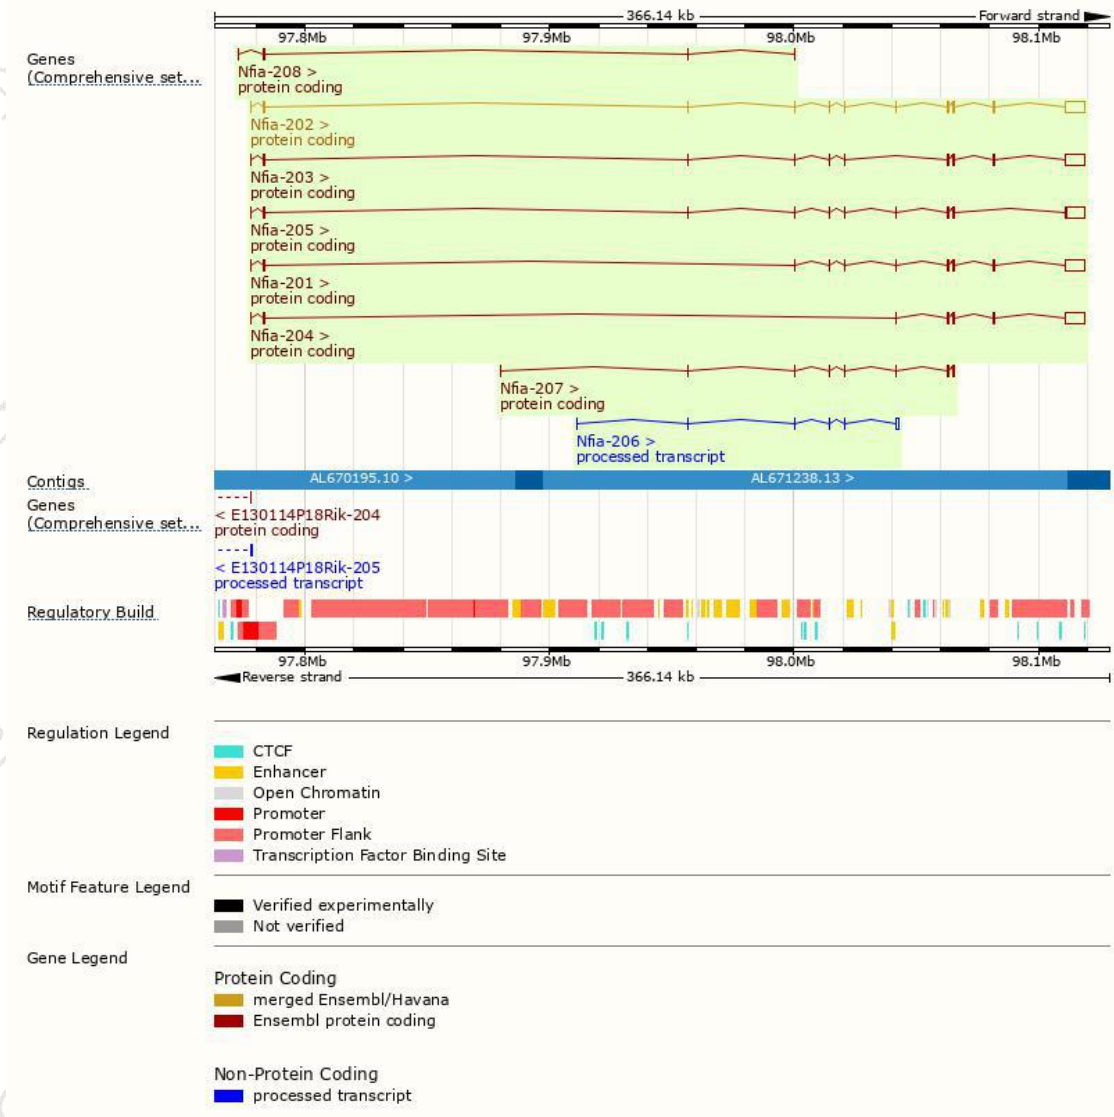 366.14 kb Forward strand
97.8Mb 97.9Mb 98.0Mb 98.1Mb
Genes
(Comprehensive set...
Nfia-208 >
protein coding
Nfia-202 >
protein coding
Nfia-203 >
protein coding
Nfia-205 >
protein coding
Nfia-201 >
protein coding
Nfia-204 >
protein coding
Nfia-207 >
protein coding
Nfia-206 >
processed transcript
Contigs AL670195.10 > AL671238.13 >
Genes
(Comprehensive set...
< E130114P18Rik-204
protein coding
< E130114P18Rik-205
processed transcript
Regulatory Build
97.8Mb 97.9Mb 98.0Mb 98.1Mb
Reverse strand 366.14 kb
Regulation Legend
CTCF
Enhancer
Open Chromatin
Promoter
Promoter Flank
Transcription Factor Binding Site
Motif Feature Legend
Verified experimentally
Not verified
Gene Legend
Protein Coding
merged Ensembl/Havana
Ensembl protein coding
Non-Protein Coding
processed transcript